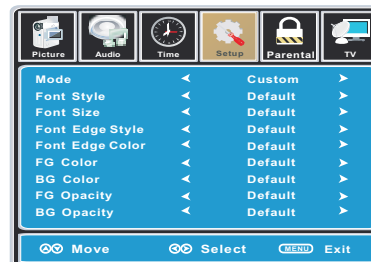 Picture Audio Time Setup Parental TV
Mode Custom
Font Style Default
Font Size Default
Font Edge Style Default
Font Edge Color Default
FG Color Default
BG Color Default
FG Opacity Default
BG Opacity Default
Move Select MENU Exit